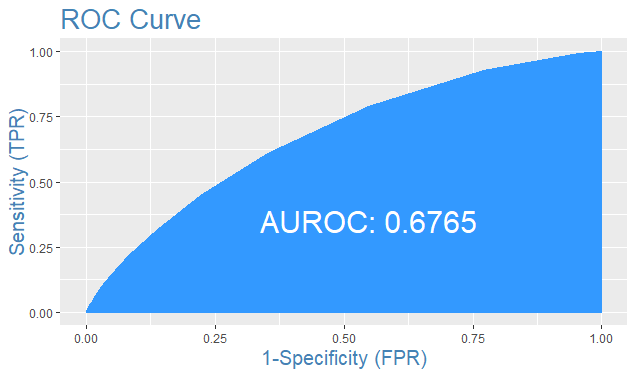 ROC Curve
1.00
0.75
0.50
0.25
0.00
Sensitivity (TPR)
AUROC: 0.6765
0.00 0.25 0.50 0.75 1.00
1-Specificity (FPR)